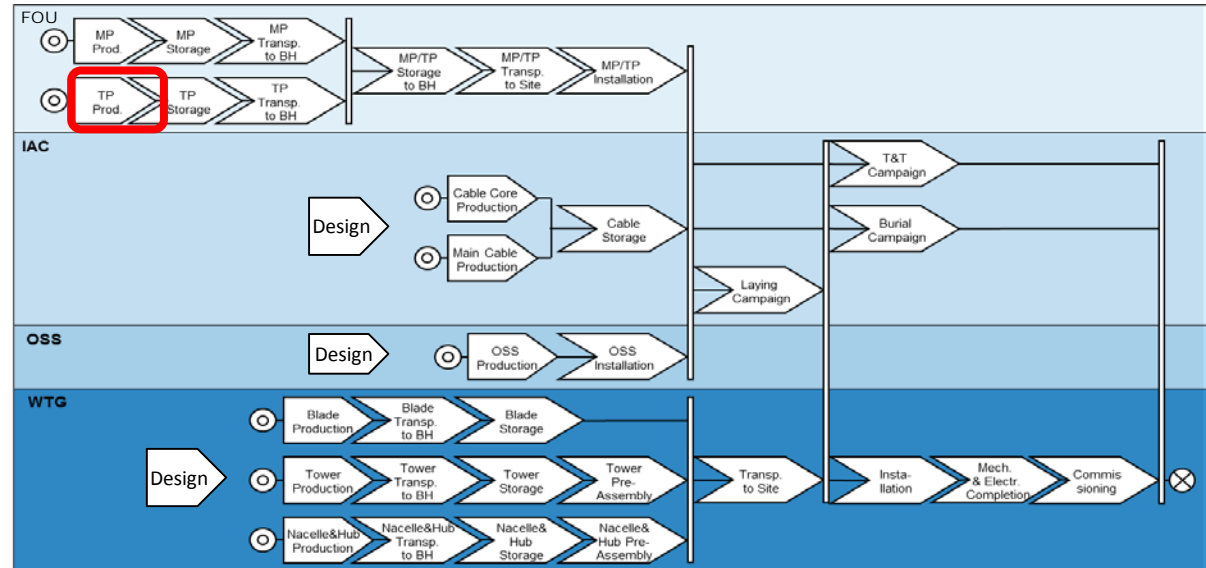 FOU
MP
Prod.
MP
Storage
MP
Transp.
to BH
TP
Prod.
TP
Storage
TP
Transp.
to BH
MP/TP
Storage
to BH
MP/TP
Transp.
to Site
MP/TP
Installation
IAC
Design
Cable Core
Production
Main Cable
Production
Cable
Storage
Laying
Campaign
T&T
Campaign
Burial
Campaign
OSS
Design
OSS
Production
OSS
Installation
WTG
Design
Blade
Production
Blade
Transp.
to BH
Blade
Storage
Tower
Production
Tower
Transp.
to BH
Tower
Storage
Tower
Pre-
Assembly
Nacelle&Hub
Production
Nacelle&Hub
Transp.
to BH
Nacelle&
Hub
Storage
Nacelle&
Hub Pre-
Assembly
Transp.
to Site
Insta-
llation
Mech.
& Electr.
Completion
Commis
sioning